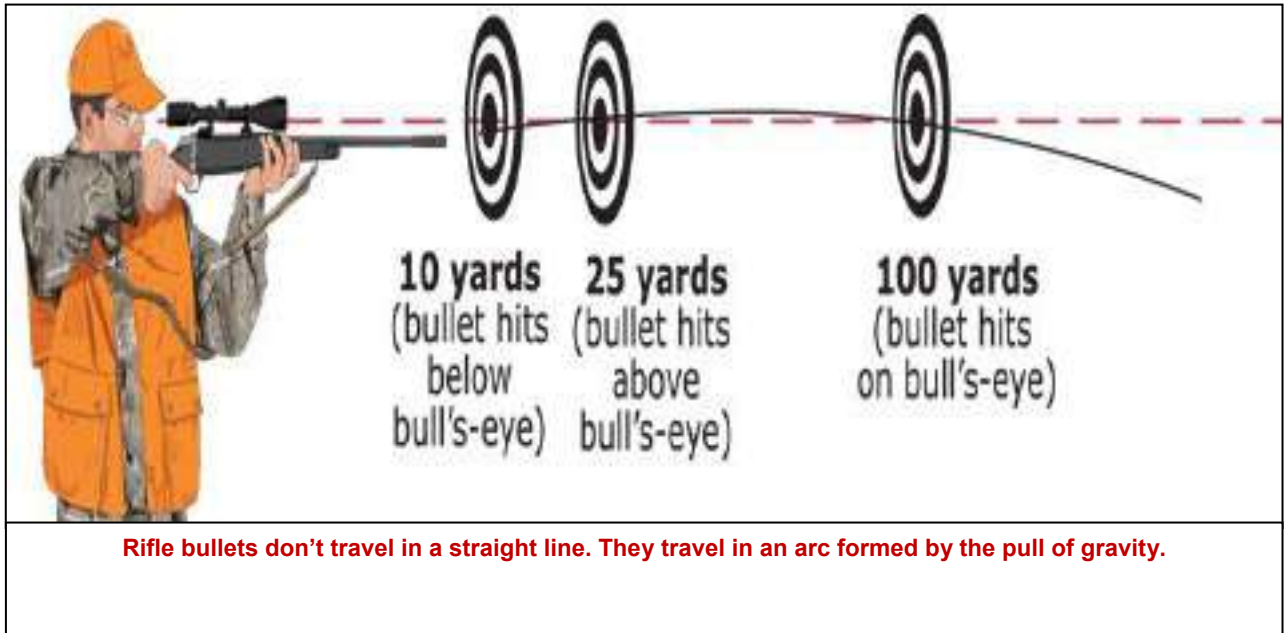 10 yards
(bullet hits
below
bull's-eye)
25 yards
(bullet hits
above
bull's-eye)
100 yards
(bullet hits
on bull's-eye)
Rifle bullets don’t travel in a straight line. They travel in an arc formed by the pull of gravity.